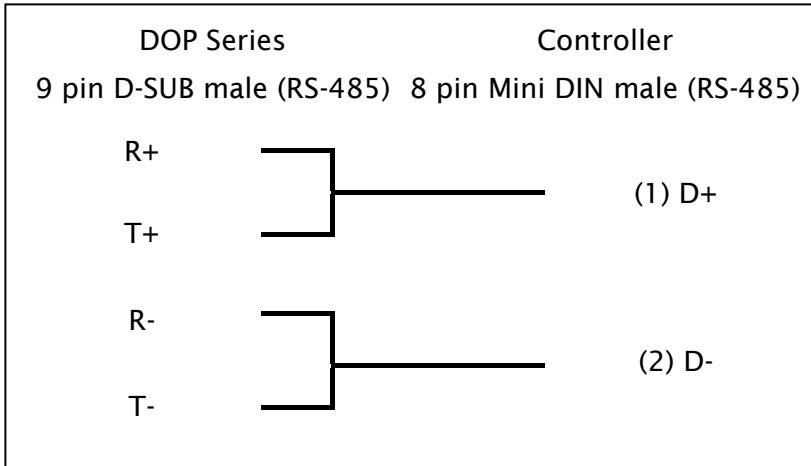 DOP Series Controller
9 pin D-SUB male (RS-485) 8 pin Mini DIN male (RS-485)
R+
(1) D+
T+
R-
(2) D-
T-